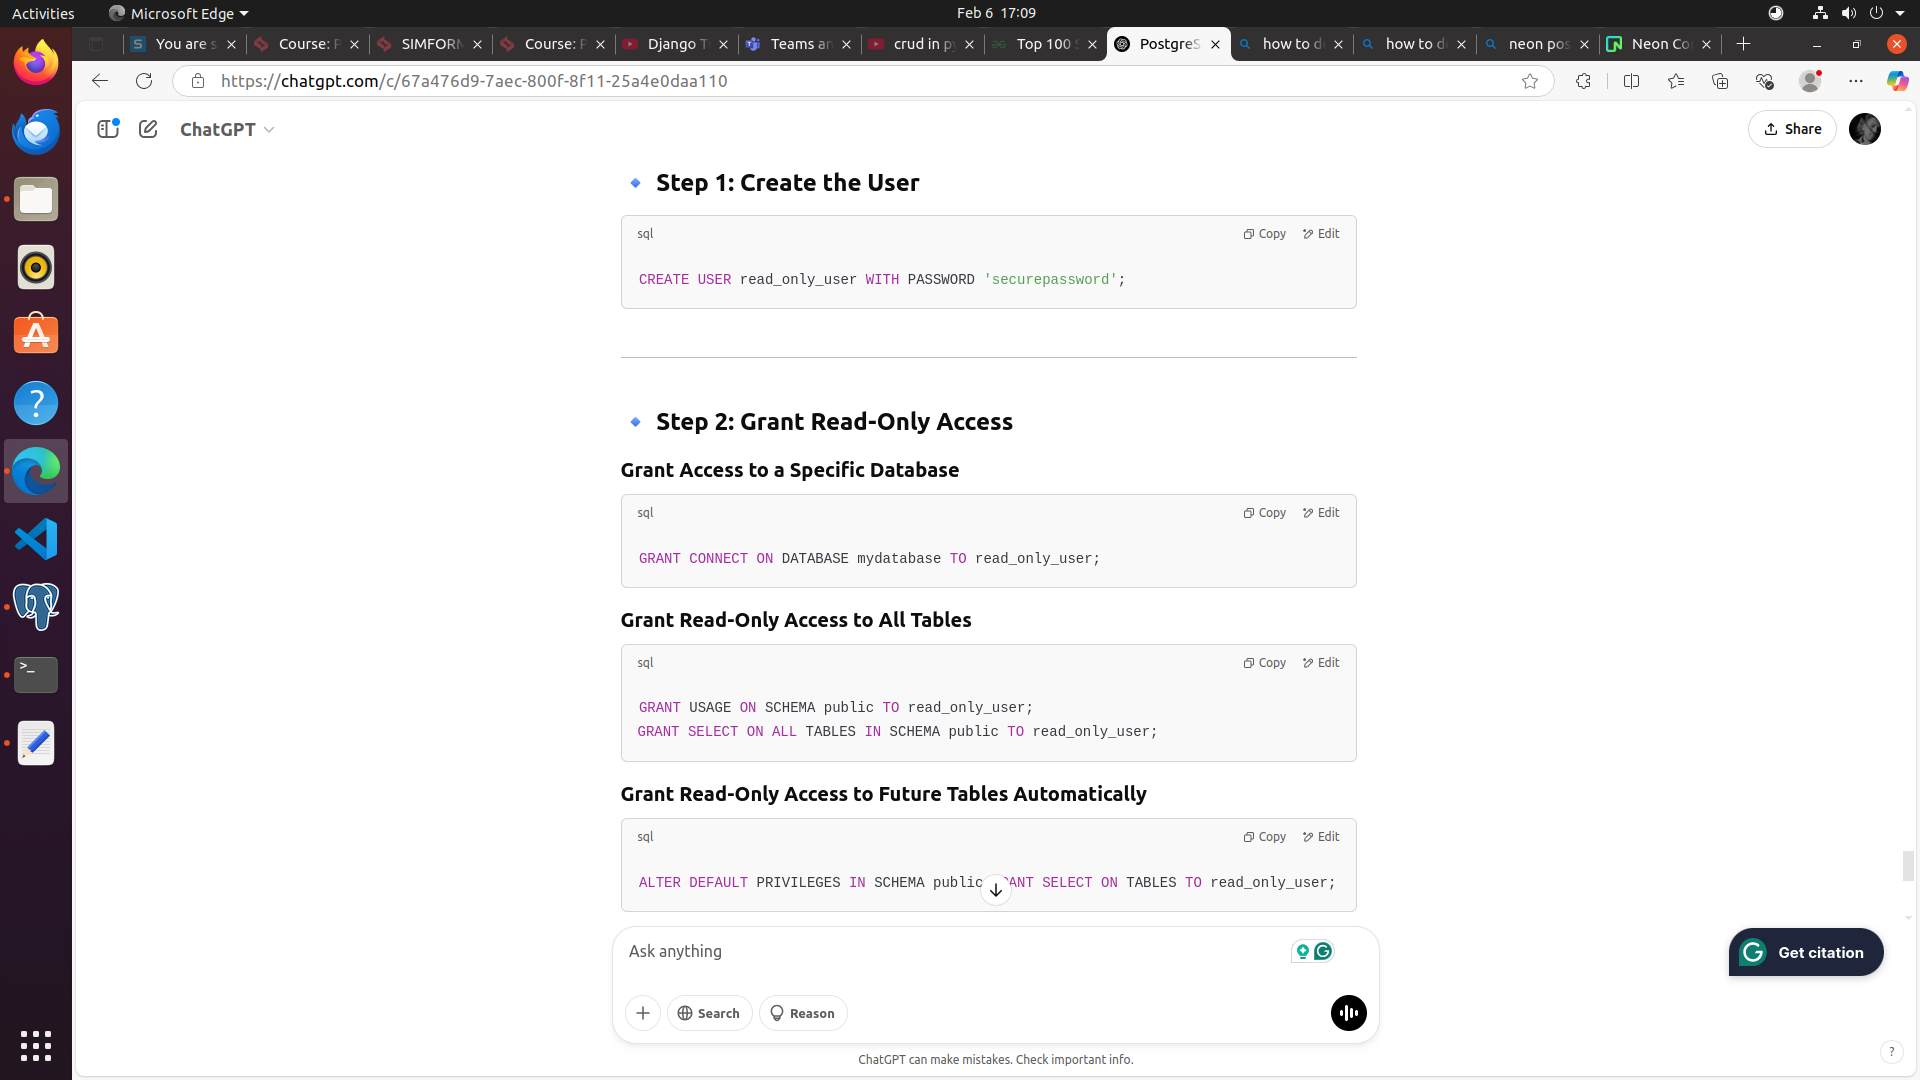 Activities
Microsoft Edge
Feb 6 17:09
You are s
Course: P
SIMFORM
Course: P
Django T
Teams an
crud in p
Top 100 S
PostgreS
how to d
how to d
neon pos
Neon Co
https://chatgpt.com/c/67a476d9-7aec-800f-8f11-25a4e0daa110
ChatGPT
Share
Step 1: Create the User
sql
Copy
Edit
CREATE USER read_only_user WITH PASSWORD 'securepassword';
Step 2: Grant Read-Only Access
Grant Access to a Specific Database
sql
Copy
Edit
GRANT CONNECT ON DATABASE mydatabase TO read_only_user;
Grant Read-Only Access to All Tables
sql
Copy
Edit
GRANT USAGE ON SCHEMA public TO read_only_user;
GRANT SELECT ON ALL TABLES IN SCHEMA public TO read_only_user;
Grant Read-Only Access to Future Tables Automatically
sql
Copy
Edit
ALTER DEFAULT PRIVILEGES IN SCHEMA public ANT SELECT ON TABLES TO read_only_user;
Ask anything
Get citation
Search
Reason
ChatGPT can make mistakes. Check important info.
?